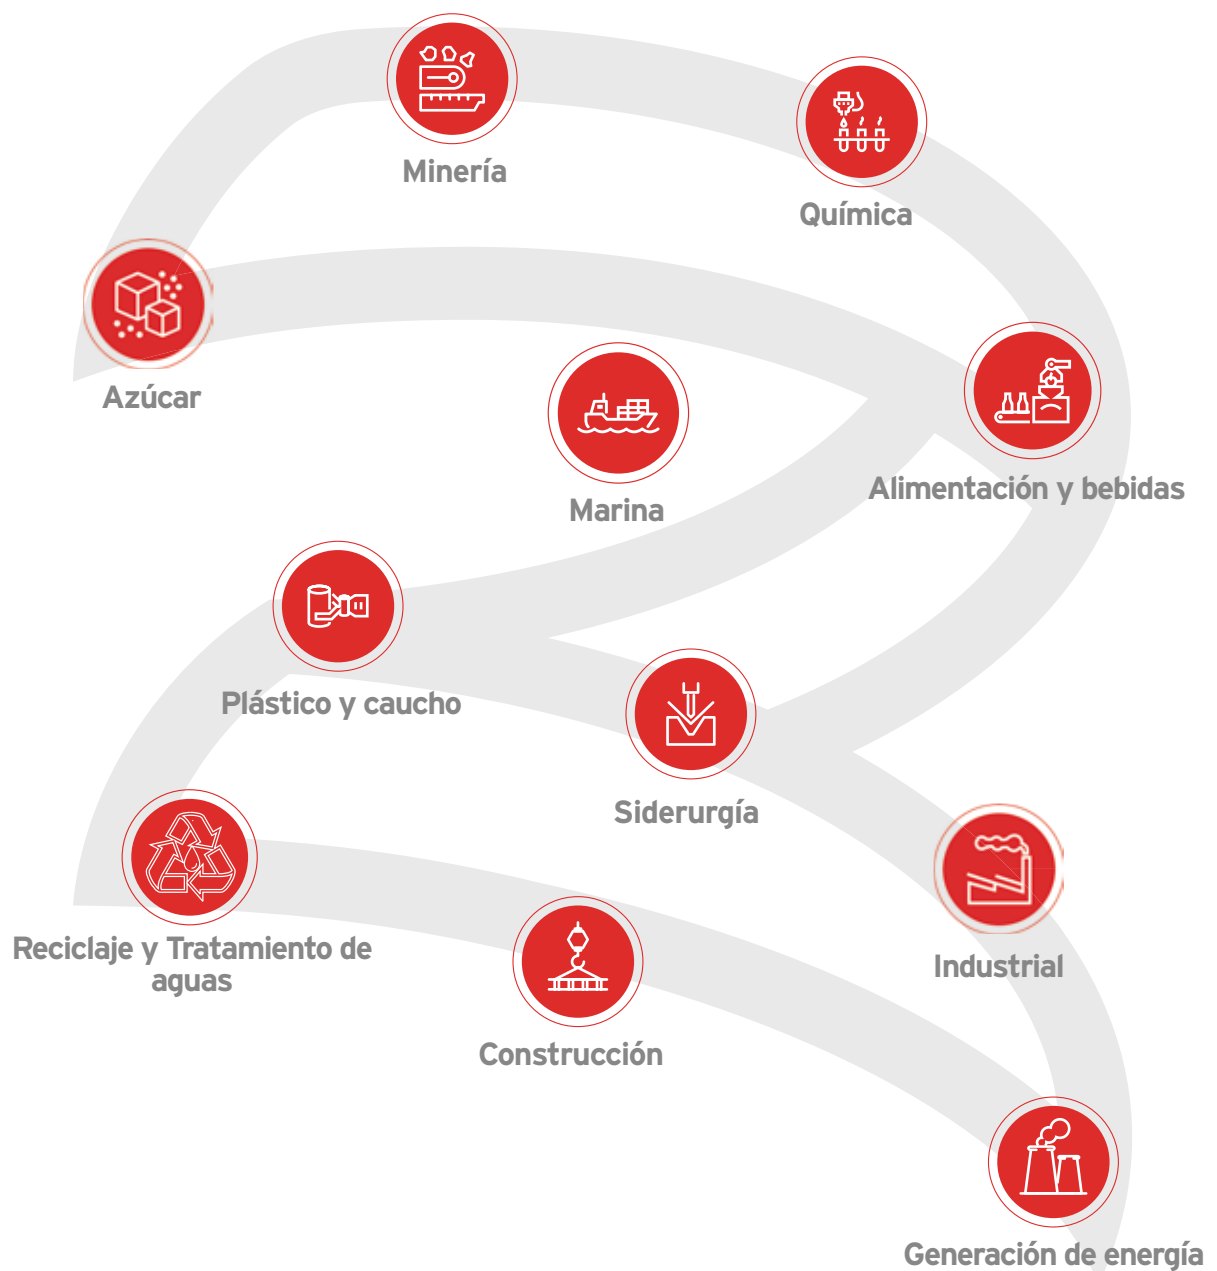 Minería
Química
Azúcar
Marina
Alimentación y bebidas
Plástico y caucho
Siderurgía
Reciclaje y Tratamiento de
aguas
Industrial
Construcción
Generación de energía